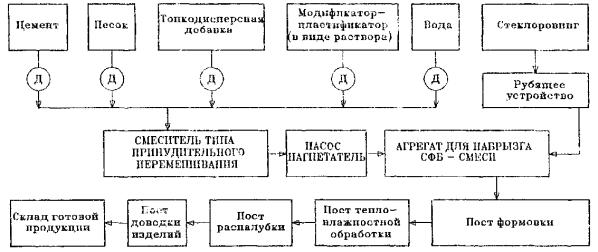 Цемент
Песок
Тонкодисперсная
добавка
Модификатор-
пластификатор
(в виде раствора)
Вода
Стеклоровинг
Д
Д
Д
Д
Д
Рубящее
устройство
СМЕСИТЕЛЬ ТИПА
ПРИНУДИТЕЛЬНОГО
ПЕРЕМЕШИВАНИЯ
НАСОС
НАГНЕТАТЕЛЬ
АГРЕГАТ ДЛЯ НАБРЫЗГА
СФБ – СМЕСИ
Склад готовой
продукции
Пост
доводки
изделий
Пост
распалубки
Пост тепло-
влажностной
обработки
Пост формовки